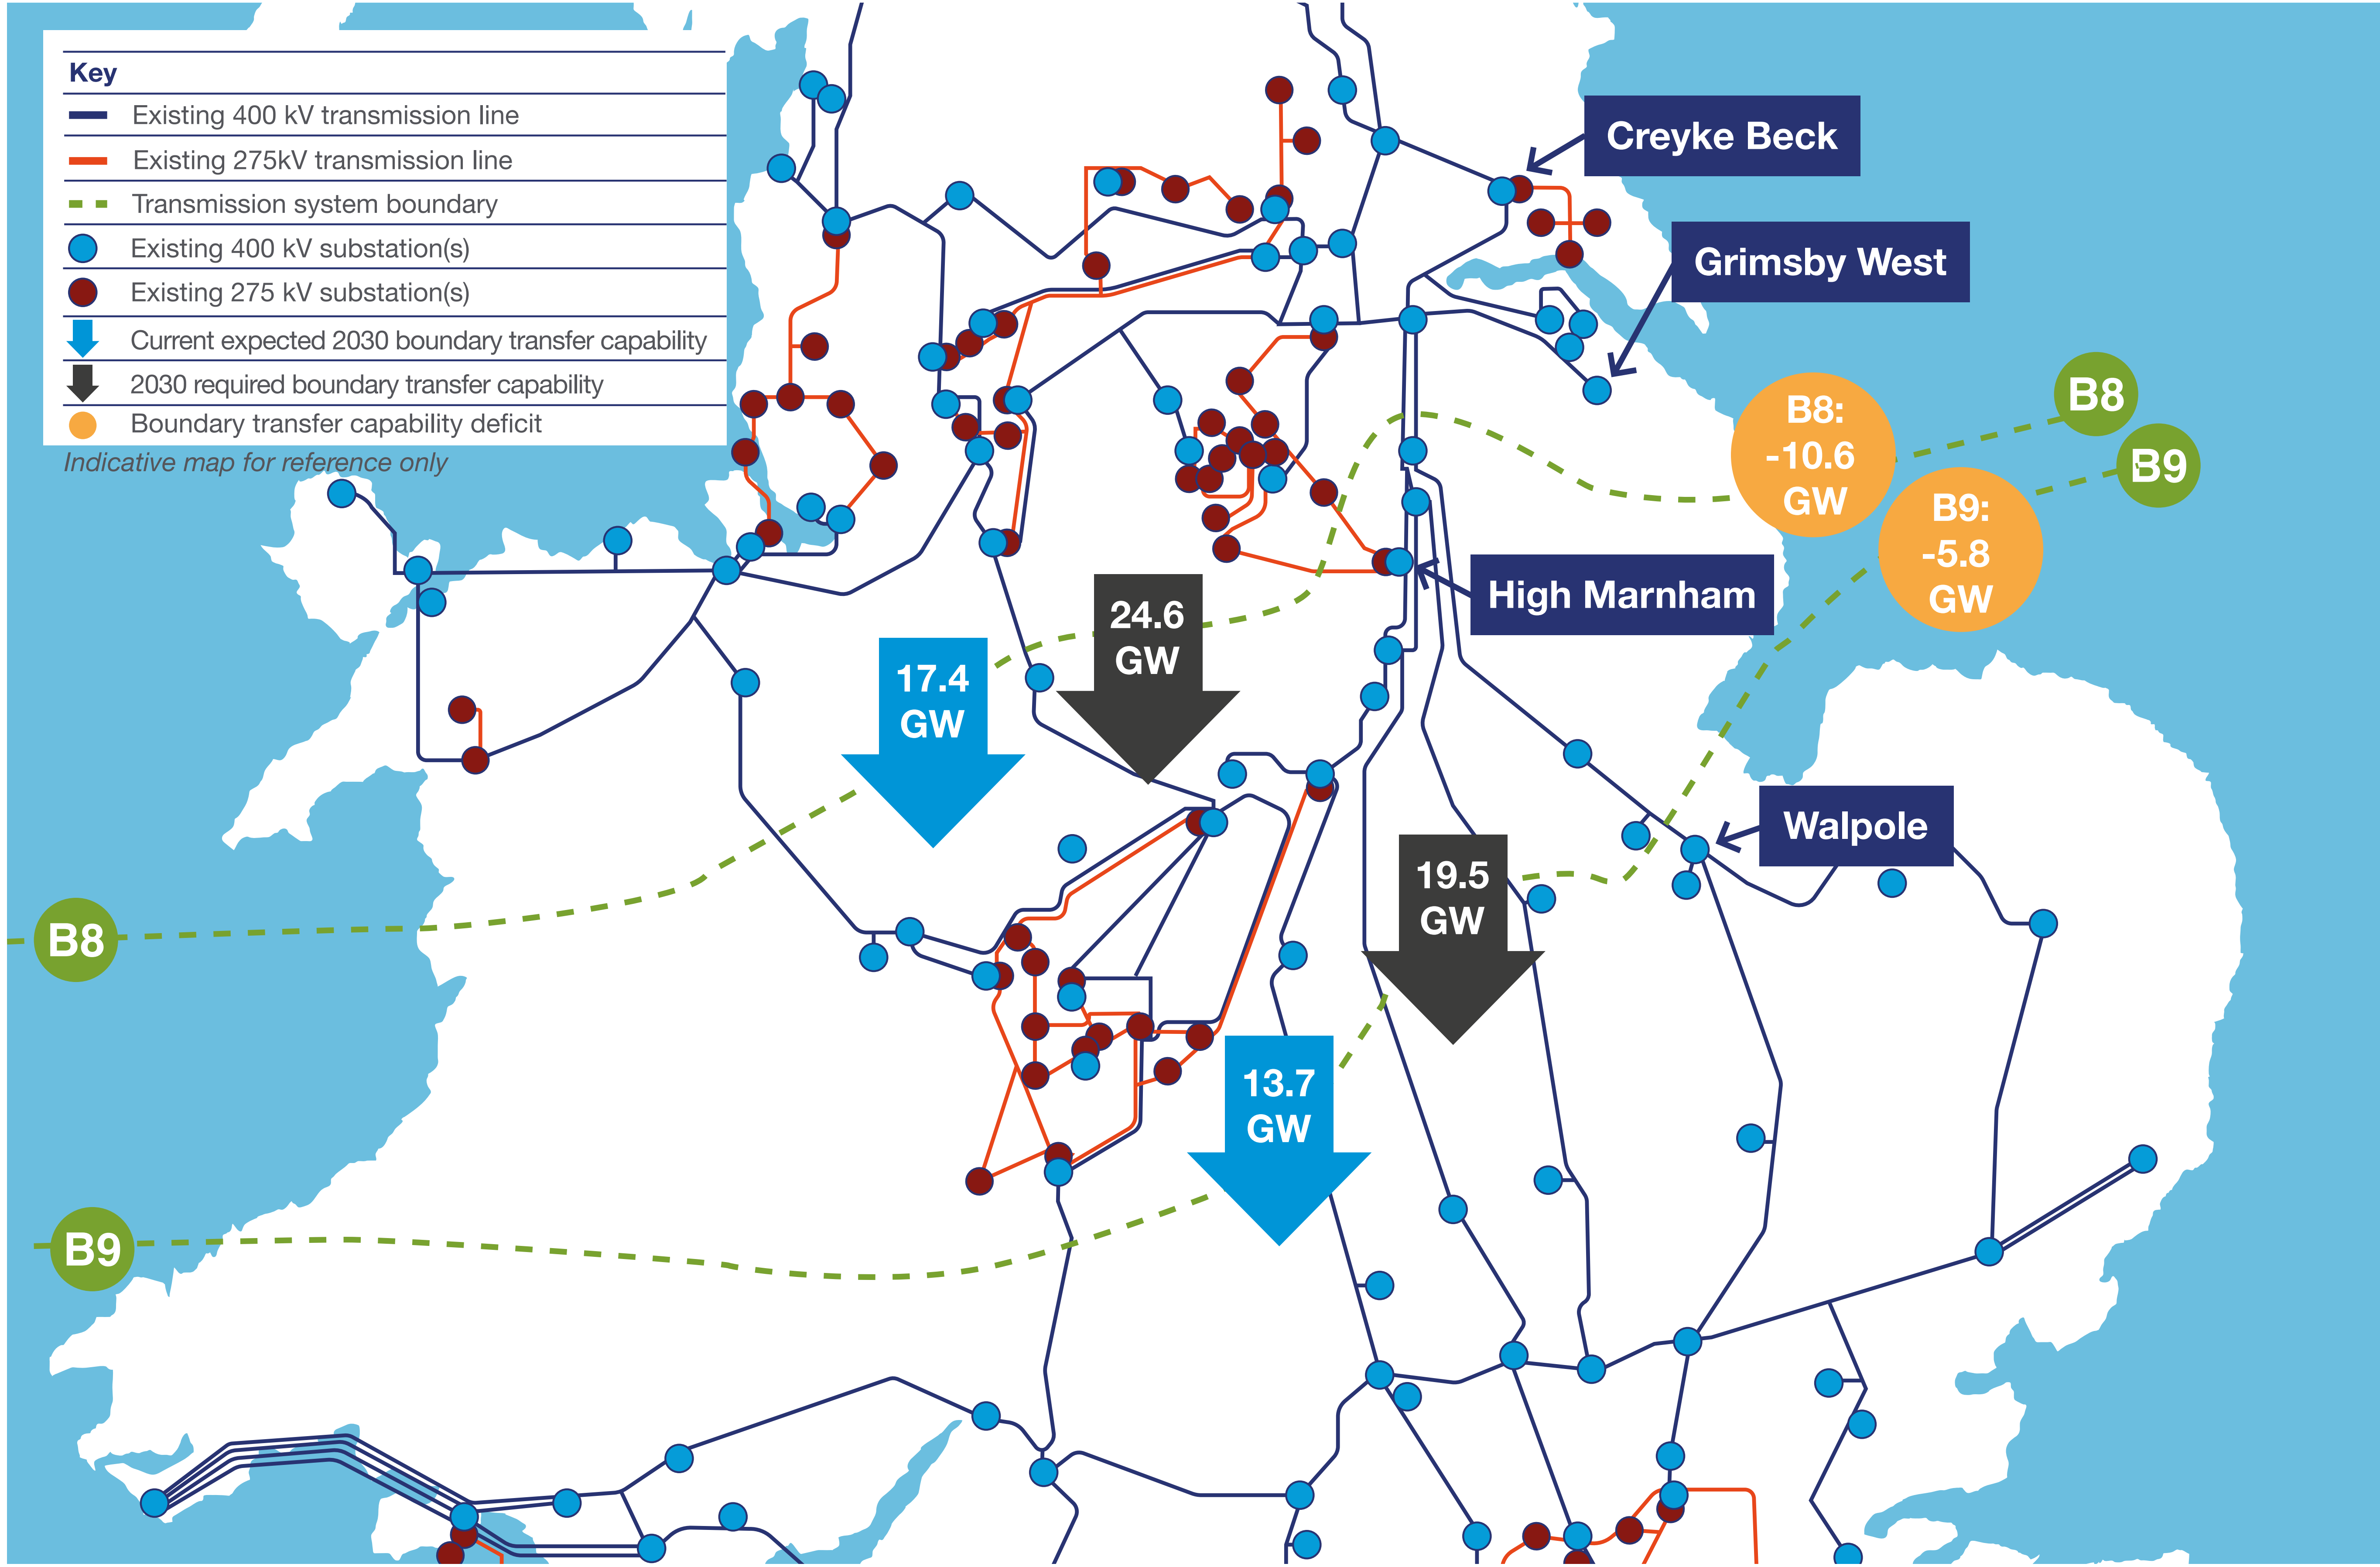 Key
Existing 400 kV transmission line
Existing 275kV transmission line
Transmission system boundary
Existing 400 kV substation(s)
Existing 275 kV substation(s)
Current expected 2030 boundary transfer capability
2030 required boundary transfer capability
Boundary transfer capability deficit
Indicative map for reference only
Creyke Beck
Grimsby West
B8
B8:
-10.6
GW
B9
B9:
-5.8
GW
High Marnham
24.6
GW
17.4
GW
Walpole
19.5
GW
B8
13.7
GW
B9